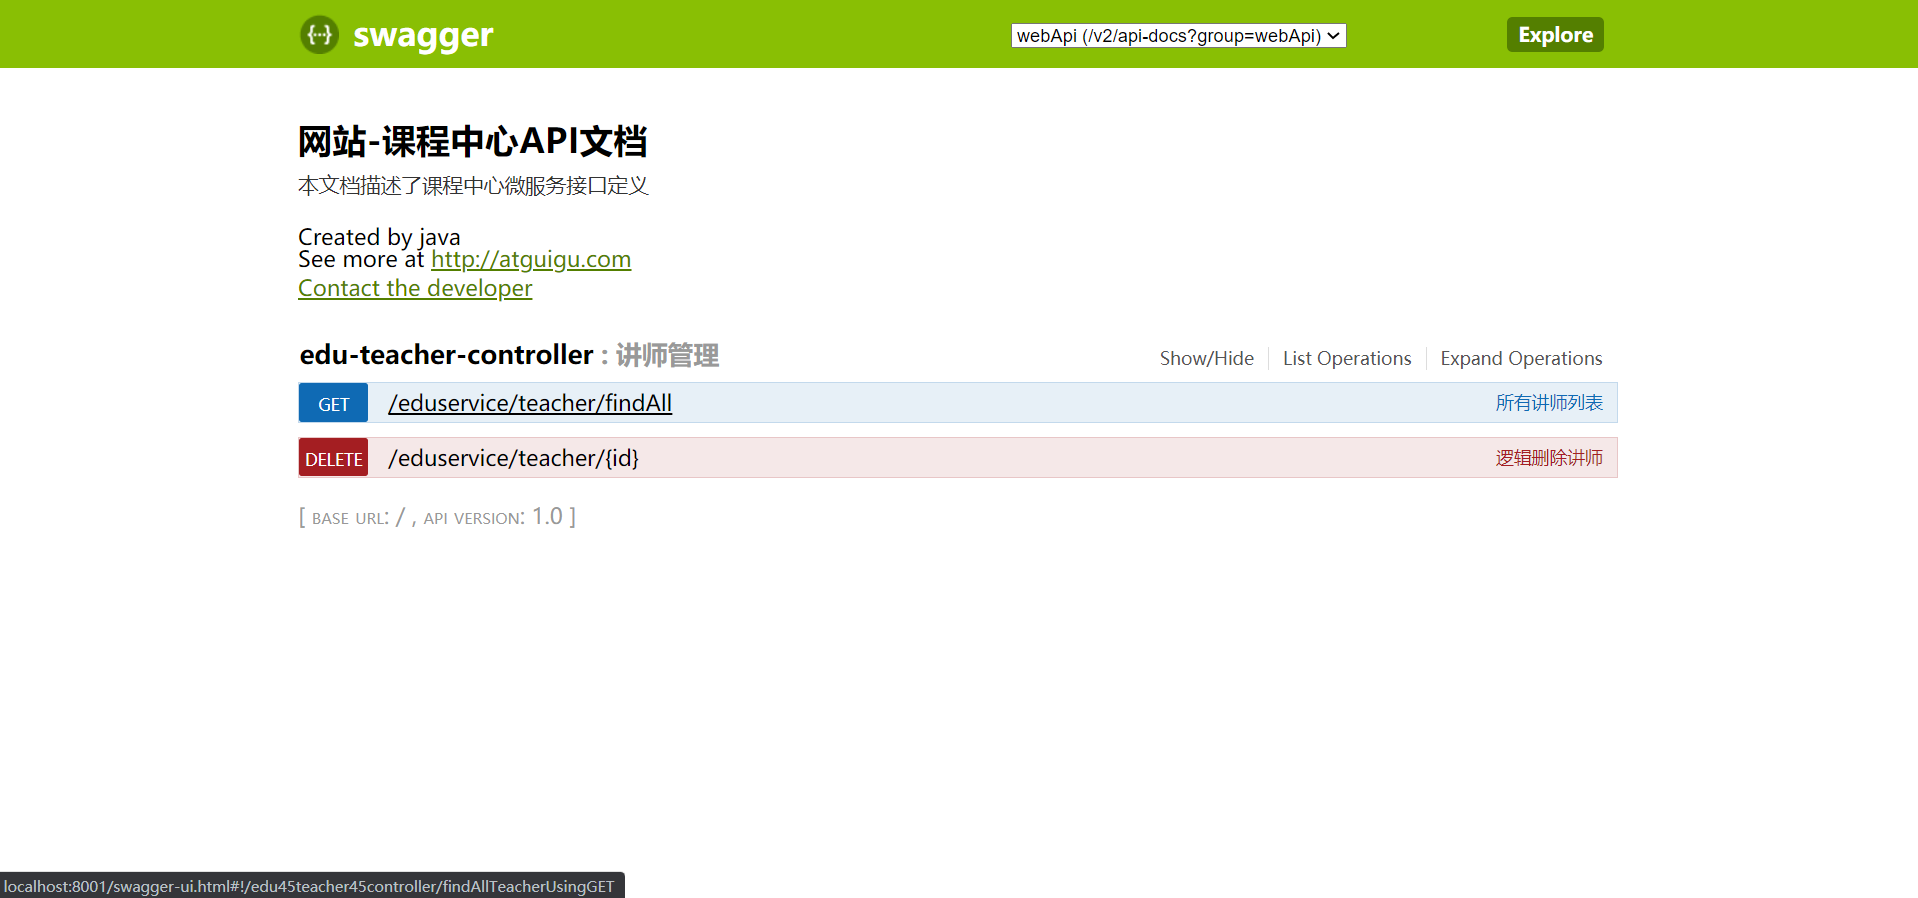 {···} swagger
webApi (/v2/api-docs?group=webApi)
Explore
网站-课程中心API文档
本文档描述了课程中心微服务接口定义
Created by java
See more at http://atguigu.com
Contact the developer
edu-teacher-controller : 讲师管理
Show/Hide
List Operations
Expand Operations
GET /eduservice/teacher/findAll 所有讲师列表
DELETE /eduservice/teacher/{id} 逻辑删除讲师
[ BASE URL: / , API VERSION: 1.0 ]
localhost:8001/swagger-ui.html#!/edu45teacher45controller/findAllTeacherUsingGET